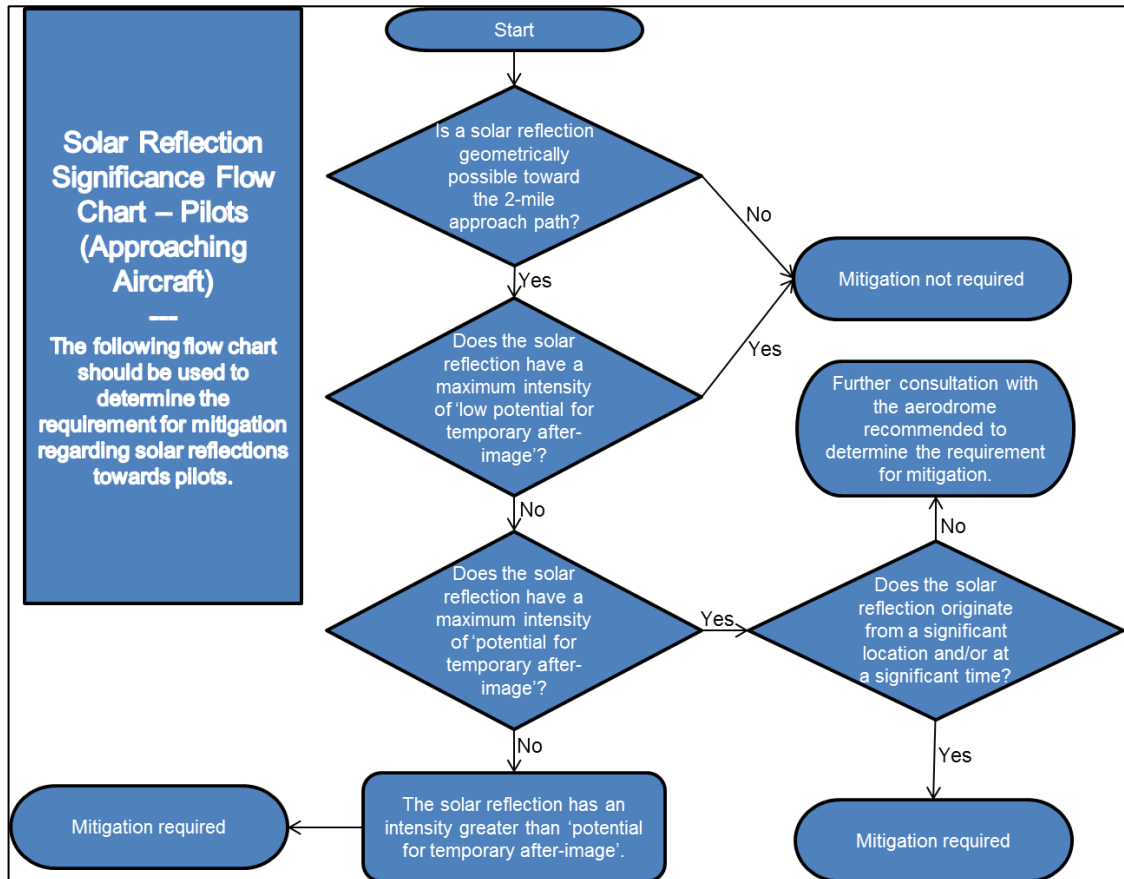 Solar Reflection
Significance Flow
Chart – Pilots
(Approaching
Aircraft)
---
The following flow chart
should be used to
determine the
requirement for mitigation
regarding solar reflections
towards pilots.
Start
Is a solar reflection
geometrically
possible toward
the 2-mile
approach path?
No
Yes
Mitigation not required
Does the solar
reflection have a
maximum intensity
of ‘low potential for
temporary after-
image’?
Yes
No
Further consultation with
the aerodrome
recommended to
determine the requirement
for mitigation.
No
Does the solar
reflection have a
maximum intensity
of ‘potential for
temporary after-
image’?
Yes
Does the solar
reflection originate
from a significant
location and/or at
a significant time?
No
Yes
The solar reflection has an
intensity greater than ‘potential
for temporary after-image’.
Mitigation required
Mitigation required